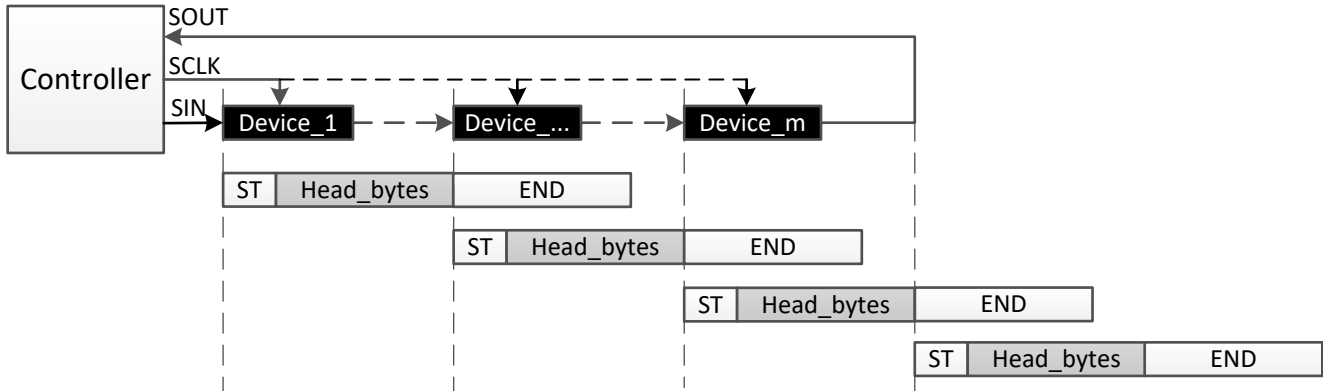 SOUT
Controller
SCLK
SIN
Device_1 Device_... Device_m
ST Head_bytes END
ST Head_bytes END
ST Head_bytes END
ST Head_bytes END